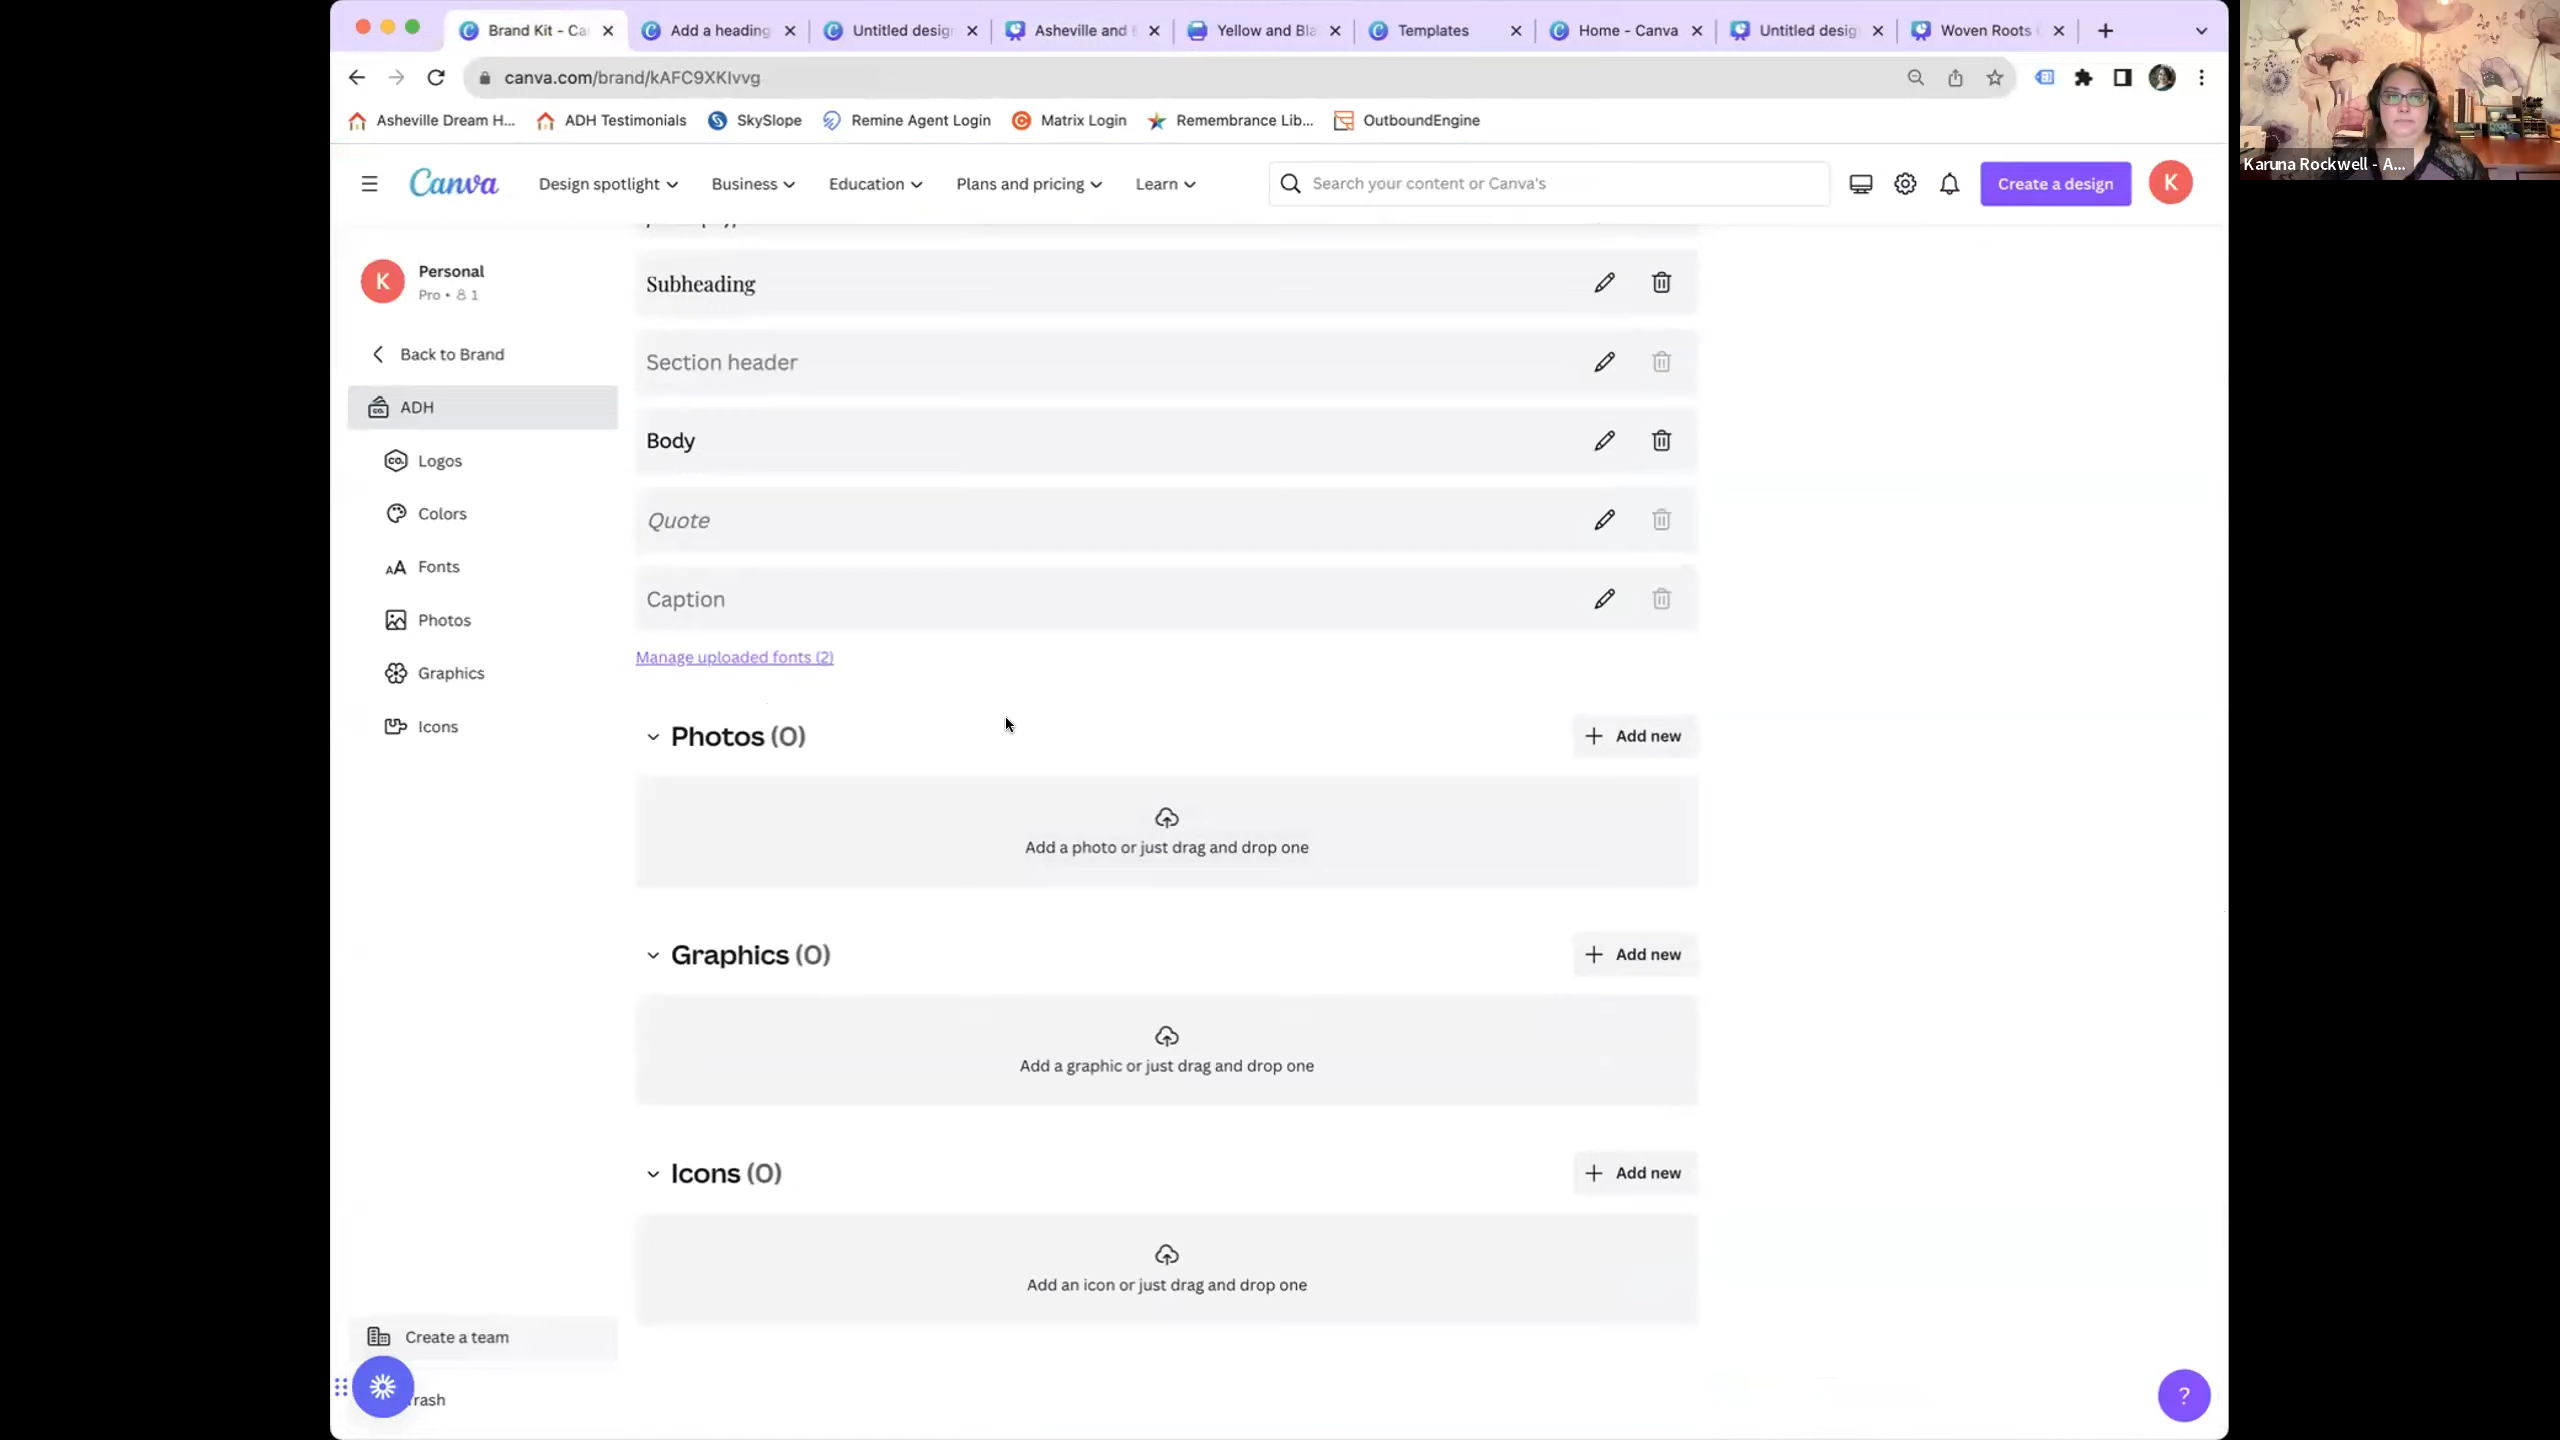 Brand Kit - Ca
Add a heading
Untitled desig
Asheville and
Yellow and Bla
Templates
Home - Canva
Untitled desig
Woven Roots
canva.com/brand/kAFC9XKIvvg
Asheville Dream H...
ADH Testimonials
SkySlope
Remine Agent Login
Matrix Login
Remembrance Lib...
OutboundEngine
Karuna Rockwell - A...
Canva
Design spotlight
Business
Education
Plans and pricing
Learn
Search your content or Canva's
Create a design
K
K
Personal
Pro • 1
Back to Brand
ADH
Logos
Colors
Fonts
Photos
Graphics
Icons
Create a team
Subheading
Section header
Body
Quote
Caption
Manage uploaded fonts (2)
Photos (0)
Add new
Add a photo or just drag and drop one
Graphics (0)
Add new
Add a graphic or just drag and drop one
Icons (0)
Add new
Add an icon or just drag and drop one
?